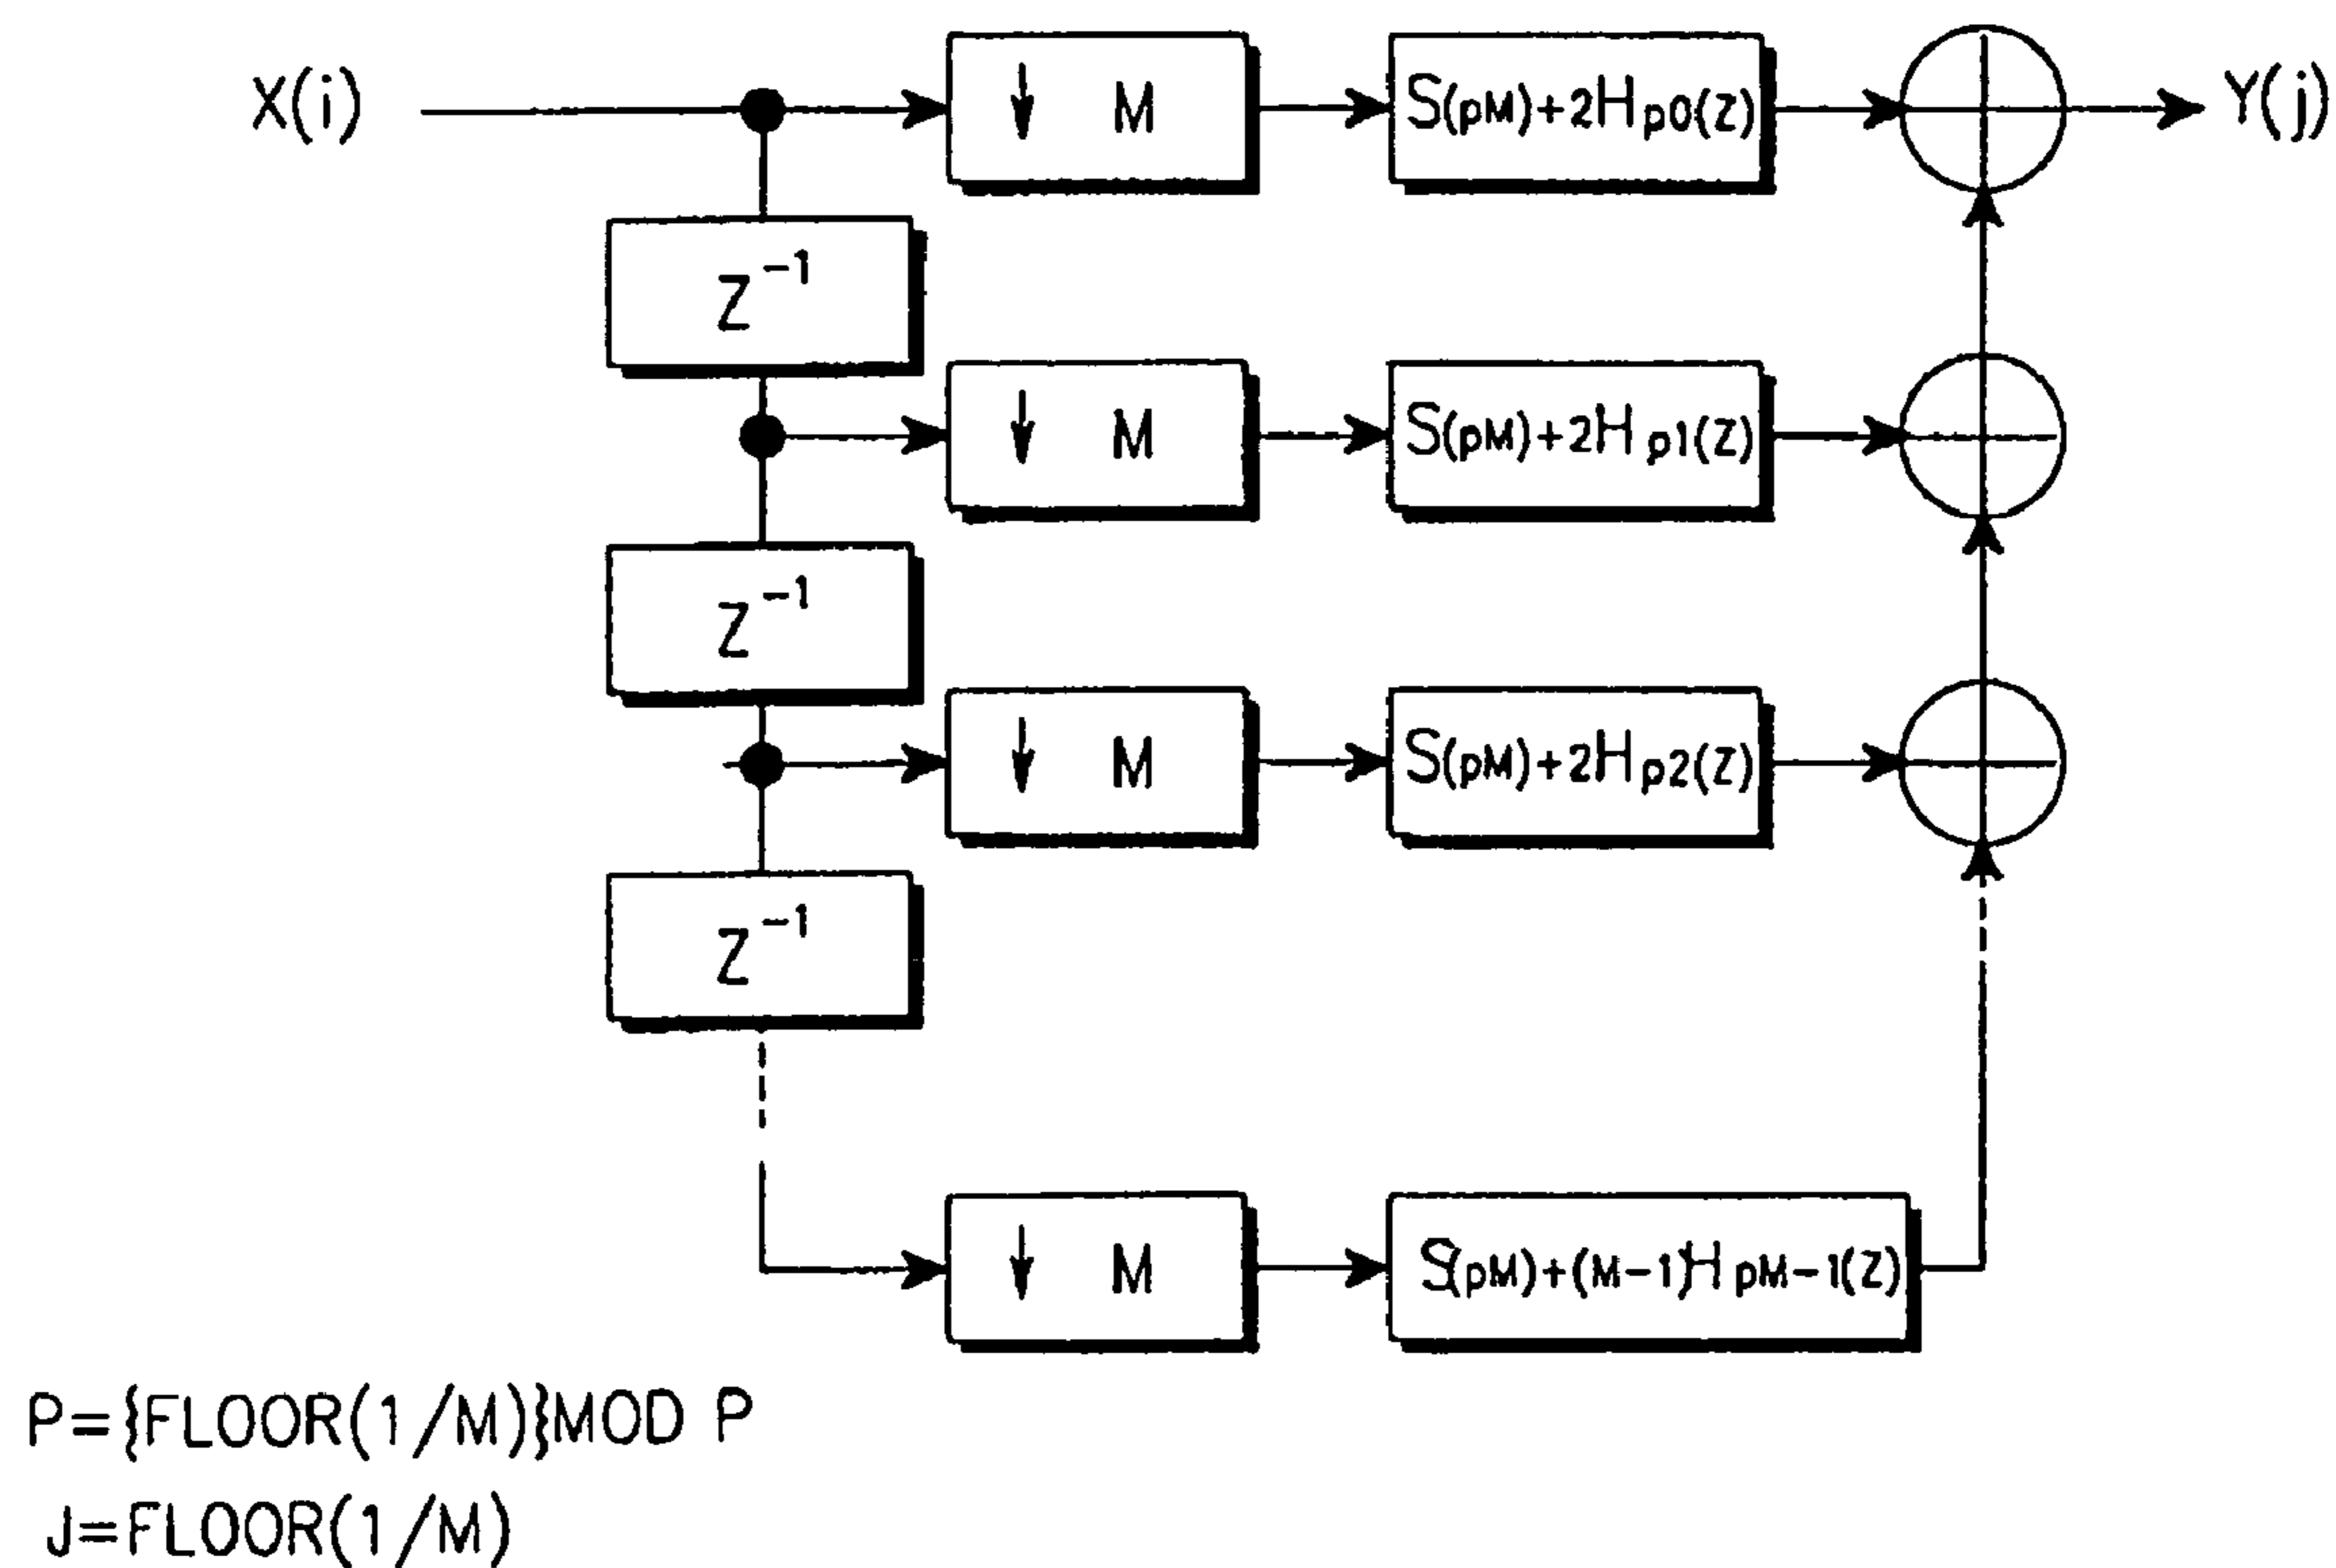 X(i)
↓ M
S(pM)+2Hp0(Z)
Y(j)
Z⁻¹
↓ M
S(pM)+2Hp1(Z)
Z⁻¹
↓ M
S(pM)+2Hp2(Z)
Z⁻¹
↓ M
S(pM)+(M-1)HpM-1(Z)
P={FLOOR(1/M)}MOD P
J=FLOOR(1/M)